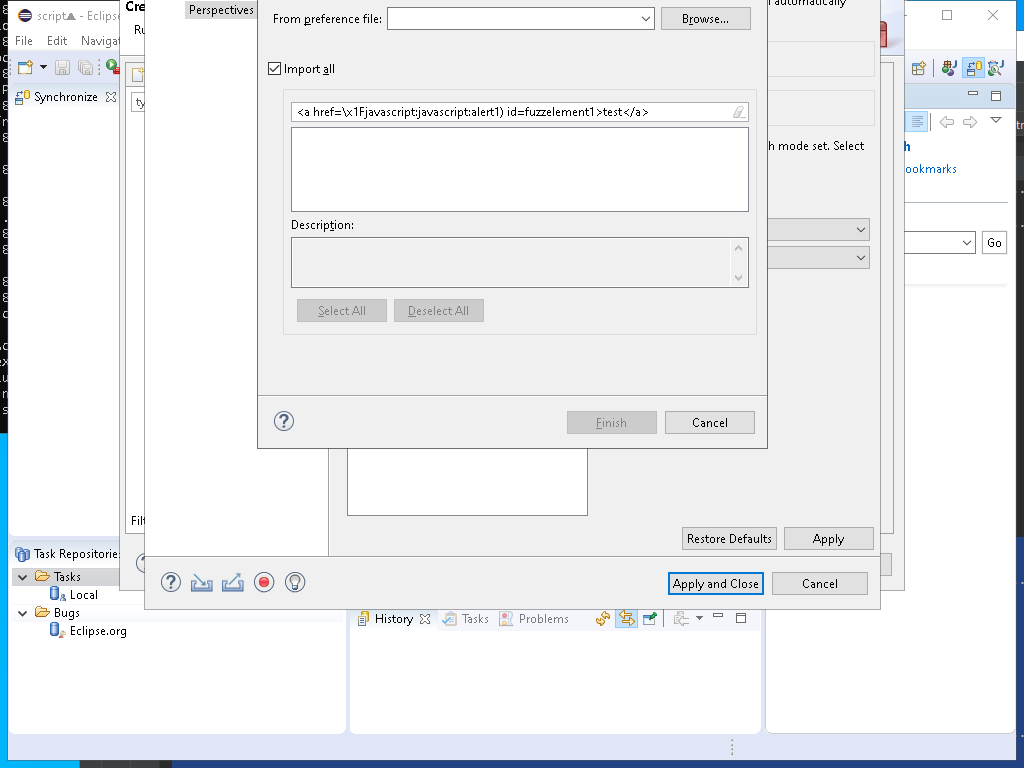 script▲ - Eclipse
Cre
Perspectives
From preference file:
Browse...
automatically
Ru
File Edit Navigat
Import all
Synchronize
ty
<a href=\x1Fjavascript:javascript:alert1) id=fuzzelement1>test</a>
h mode set. Select
h
ookmarks
Description:
Go
Select All
Deselect All
Finish
Cancel
Filt
Restore Defaults
Apply
Task Repositories
Tasks
Apply and Close
Cancel
Local
Bugs
History
Tasks
Problems
Eclipse.org